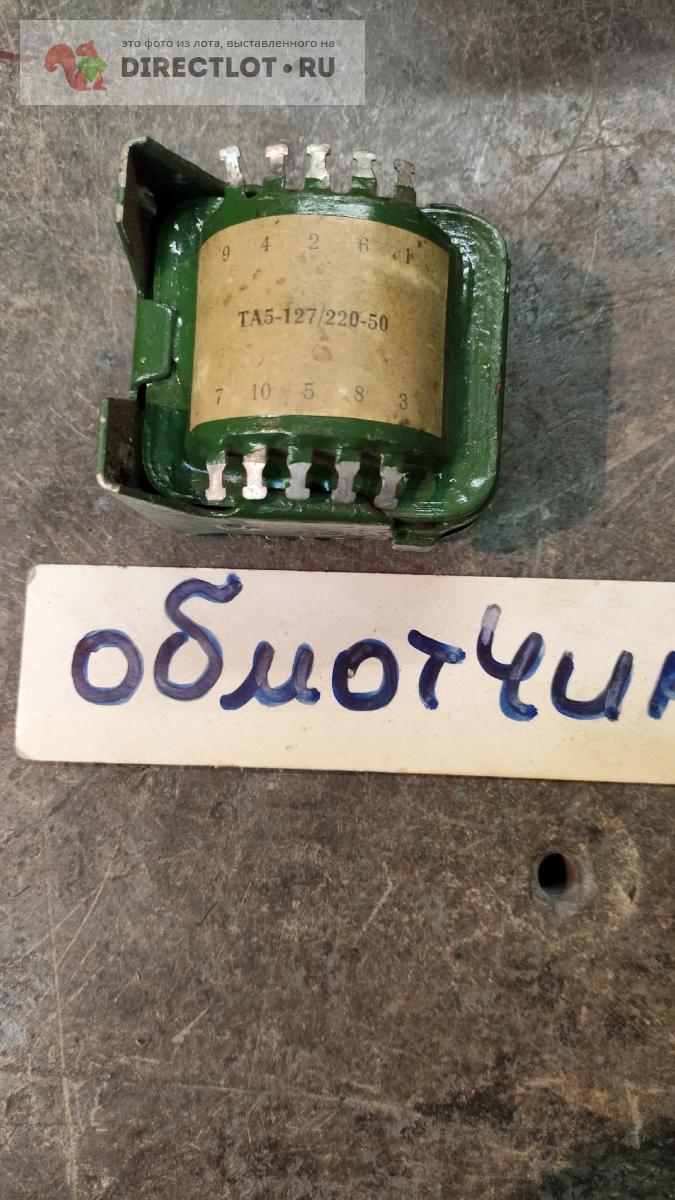 это фото из лота, выставленного на
DIRECTLOT•RU
9 4 2 6 1
ТА5-127/220-50
7 10 5 8 3
обмотчи